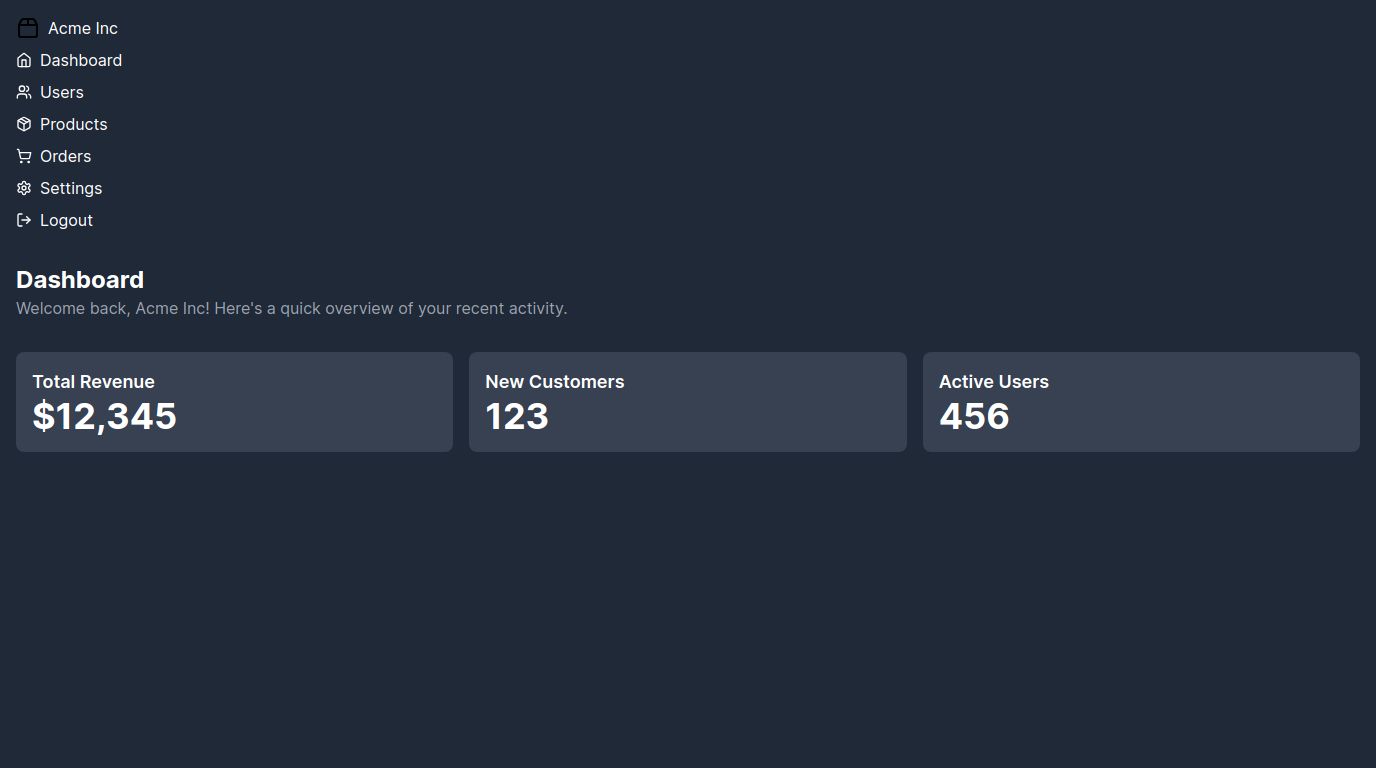 Acme Inc
Dashboard
Users
Products
Orders
Settings
Logout
Dashboard
Welcome back, Acme Inc! Here's a quick overview of your recent activity.
Total Revenue
$12,345
New Customers
123
Active Users
456